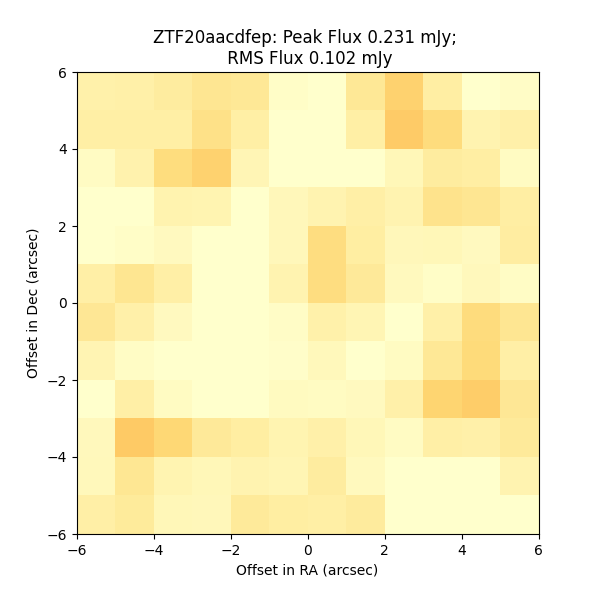 ZTF20aacdfep: Peak Flux 0.231 mJy;
RMS Flux 0.102 mJy
6
4
2
0
−2
−4
−6
Offset in Dec (arcsec)
−6 −4 −2 0 2 4 6
Offset in RA (arcsec)